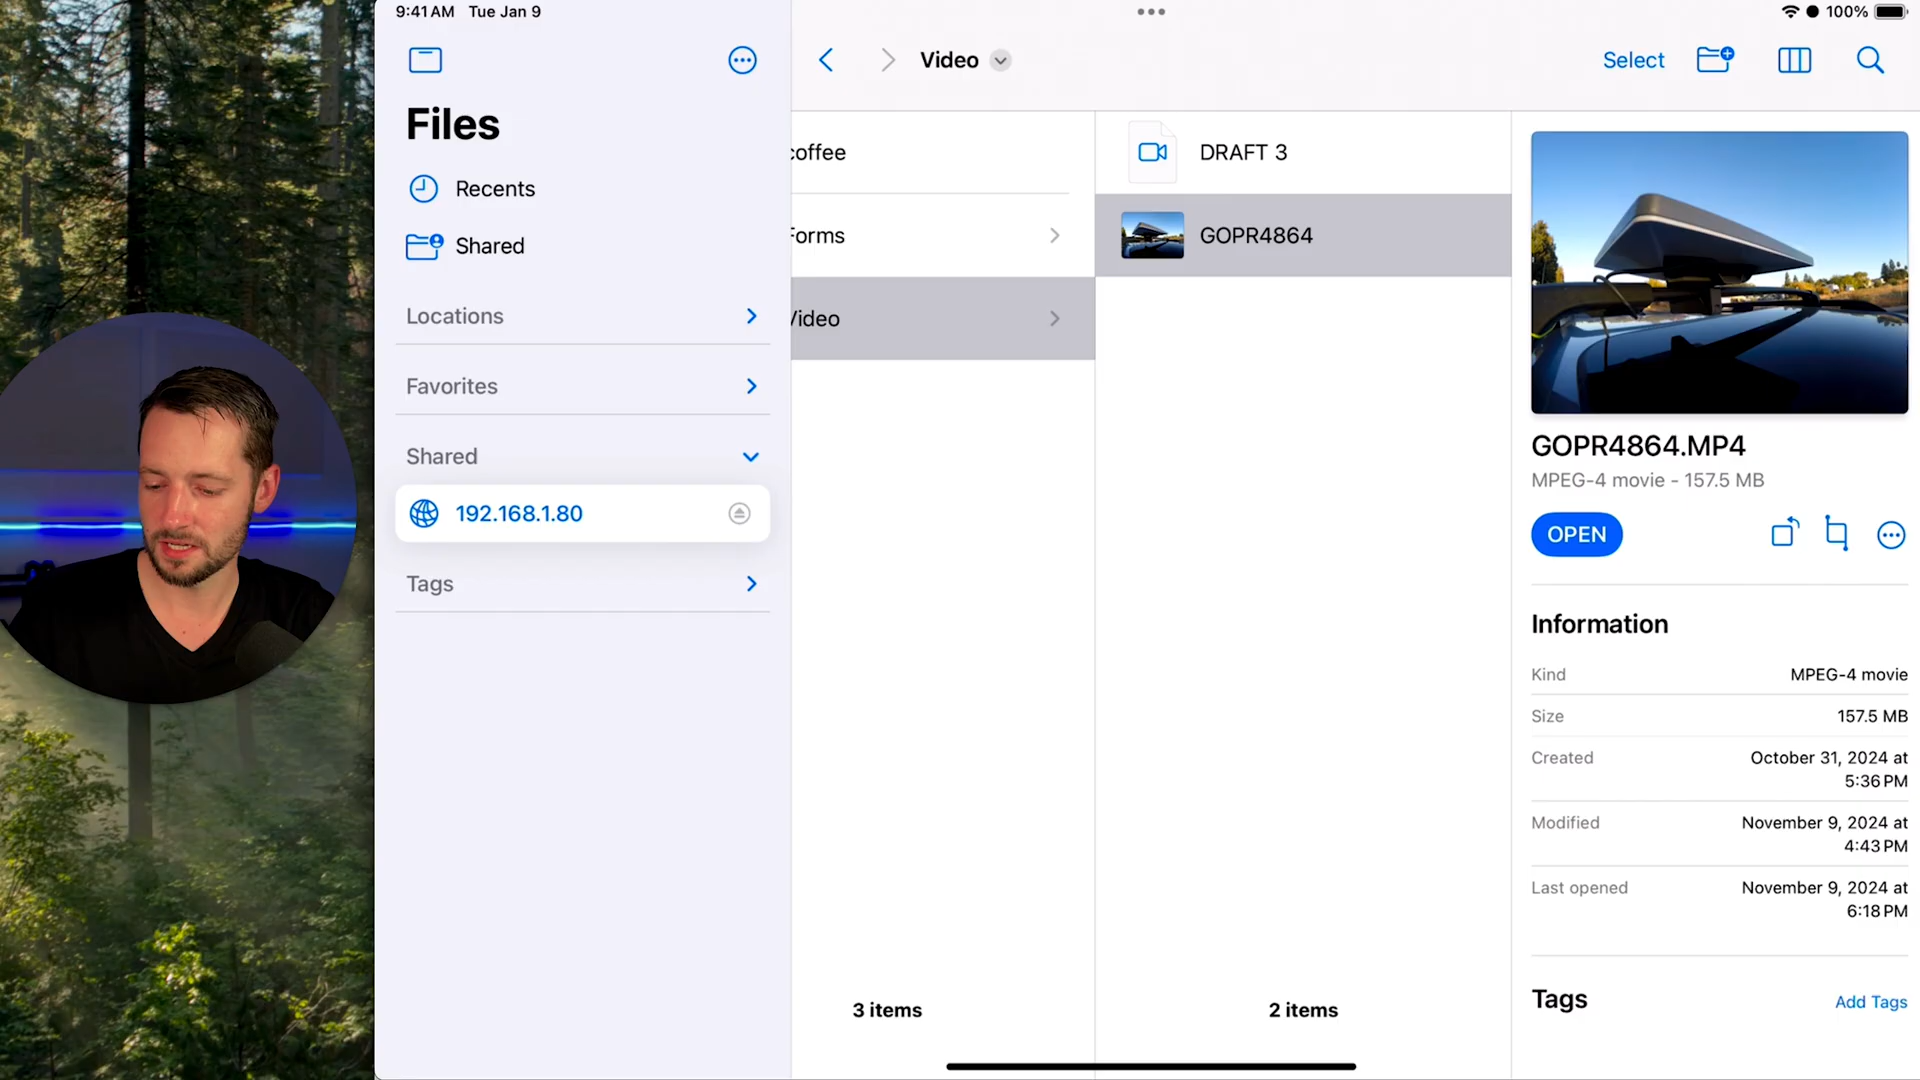 9:41 AM Tue Jan 9
100%
Files
Recents
Shared
Locations
Favorites
Shared
192.168.1.80
Tags
Video
Select
coffee
Forms
Video
3 items
DRAFT 3
GOPR4864
2 items
GOPR4864.MP4
MPEG-4 movie - 157.5 MB
OPEN
Information
Kind MPEG-4 movie
Size 157.5 MB
Created October 31, 2024 at
5:36 PM
Modified November 9, 2024 at
4:43 PM
Last opened November 9, 2024 at
6:18 PM
Tags Add Tags